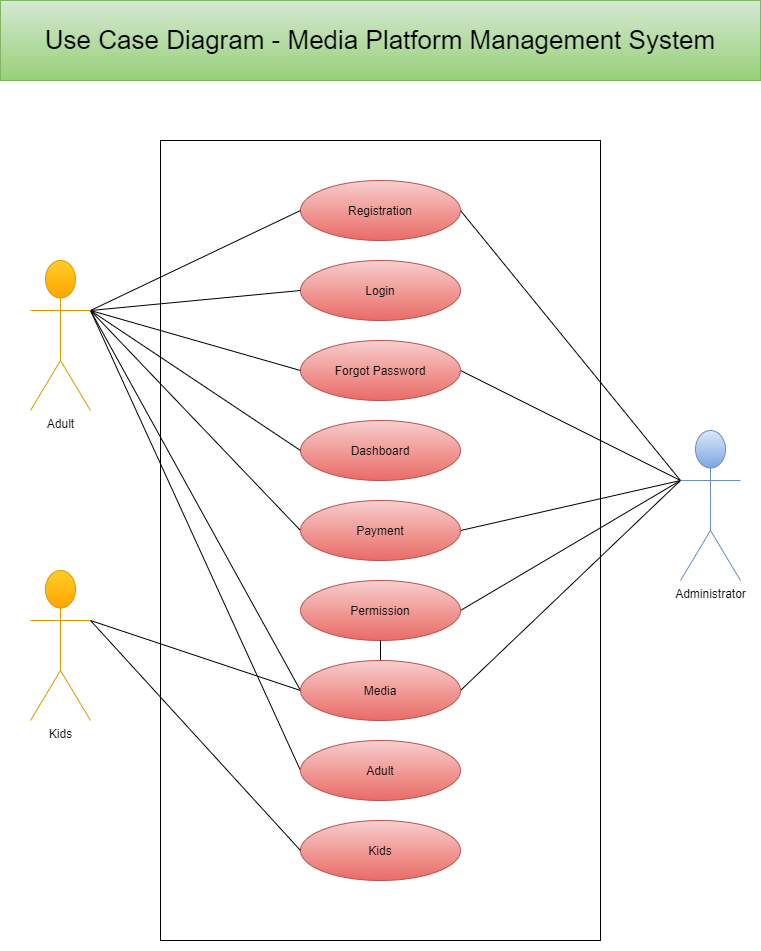 Use Case Diagram - Media Platform Management System
Registration
Login
Forgot Password
Adult
Dashboard
Payment
Administrator
Permission
Media
Kids
Adult
Kids